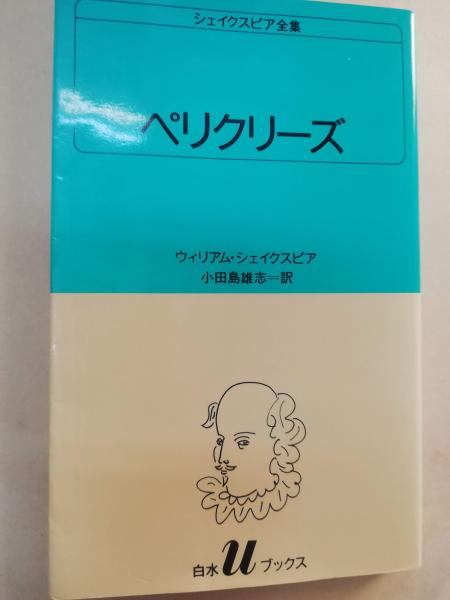 シェイクスピア全集
ペリクリーズ
ウィリアム・シェイクスピア
小田島雄志=訳
白水uブックス